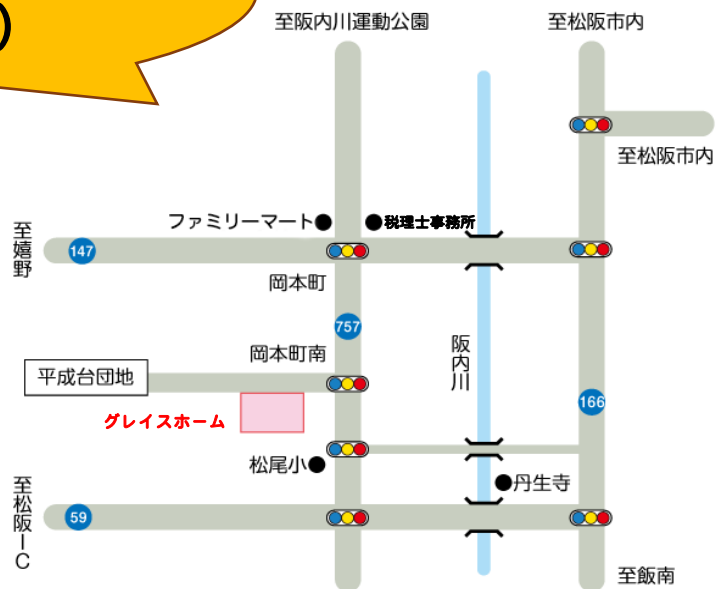 )
至阪内川運動公園
至松阪市内
至松阪市内
ファミリーマート
税理士事務所
至嬉野
147
岡本町
757
岡本町南
阪内川
平成台団地
166
グレイスホーム
松尾小
丹生寺
至松阪IC
59
至飯南